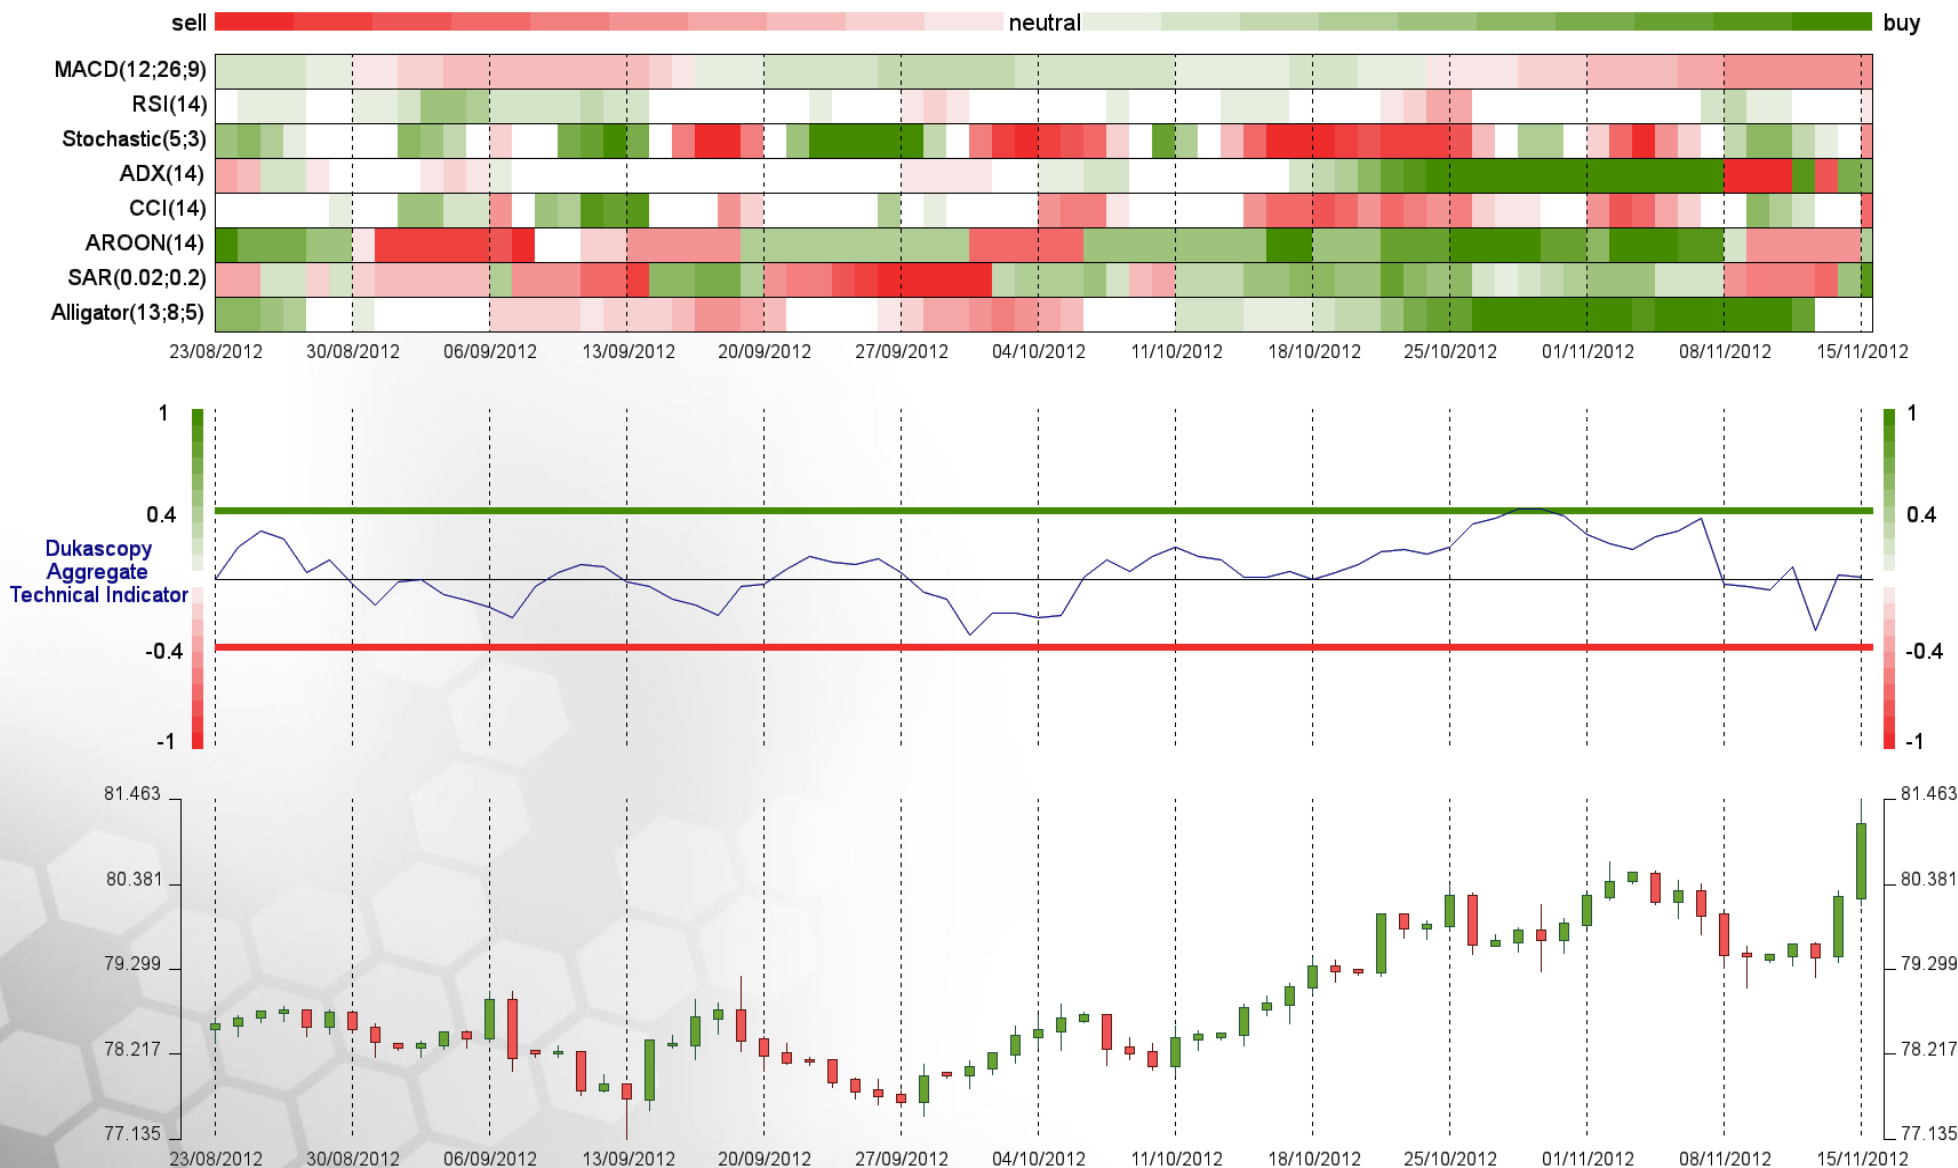 sell neutral buy
MACD(12;26;9)
RSI(14)
Stochastic(5;3)
ADX(14)
CCI(14)
AROON(14)
SAR(0.02;0.2)
Alligator(13;8;5)
23/08/2012 30/08/2012 06/09/2012 13/09/2012 20/09/2012 27/09/2012 04/10/2012 11/10/2012 18/10/2012 25/10/2012 01/11/2012 08/11/2012 15/11/2012
1 1
0.4 0.4
Dukascopy
Aggregate
Technical Indicator
-0.4 -0.4
-1 -1
81.463 81.463
80.381 80.381
79.299 79.299
78.217 78.217
77.135 77.135
23/08/2012 30/08/2012 06/09/2012 13/09/2012 20/09/2012 27/09/2012 04/10/2012 11/10/2012 18/10/2012 25/10/2012 01/11/2012 08/11/2012 15/11/2012